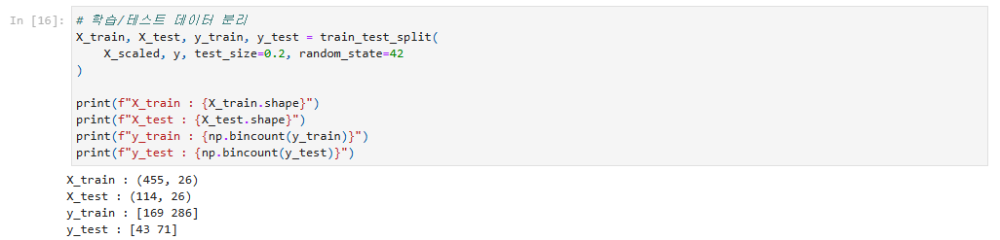 In [16]:
# 학습/테스트 데이터 분리
X_train, X_test, y_train, y_test = train_test_split(
    X_scaled, y, test_size=0.2, random_state=42
)

print(f"X_train : {X_train.shape}")
print(f"X_test : {X_test.shape}")
print(f"y_train : {np.bincount(y_train)}")
print(f"y_test : {np.bincount(y_test)}")
X_train : (455, 26)
X_test : (114, 26)
y_train : [169 286]
y_test : [43 71]